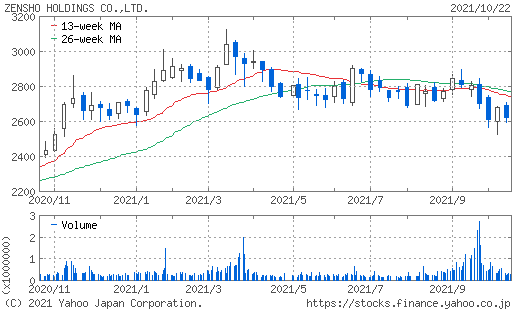 ZENSHO HOLDINGS CO.,LTD. 2021/10/22
3200
13-week MA
26-week MA
3000
2800
2600
2400
2200
2020/11 2021/1 2021/3 2021/5 2021/7 2021/9
3
Volume
2
1
0
(x1000000)
2020/11 2021/1 2021/3 2021/5 2021/7 2021/9
(C) 2021 Yahoo Japan Corporation. https://stocks.finance.yahoo.co.jp/